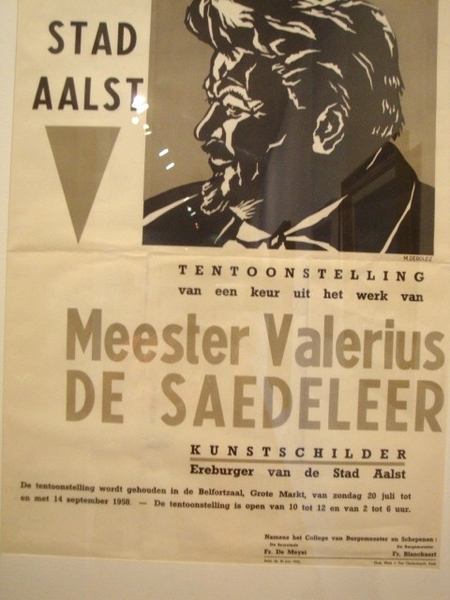 STAD
AALST
M. DEBOLEZ
TENTOONSTELLING
van een keur uit het werk van
Meester Valerius
DE SAEDELEER
KUNSTSCHILDER
Ereburger van de Stad Aalst
De tentoonstelling wordt gehouden in de Belfortzaal, Grote Markt, van zondag 20 juli tot
en met 14 september 1958. — De tentoonstelling is open van 10 tot 12 en van 2 tot 6 uur.
Namens het College van Burgemeester en Schepenen :
De Secretaris De Burgemeester
Fr. De Meyst Fr. Blanckaert